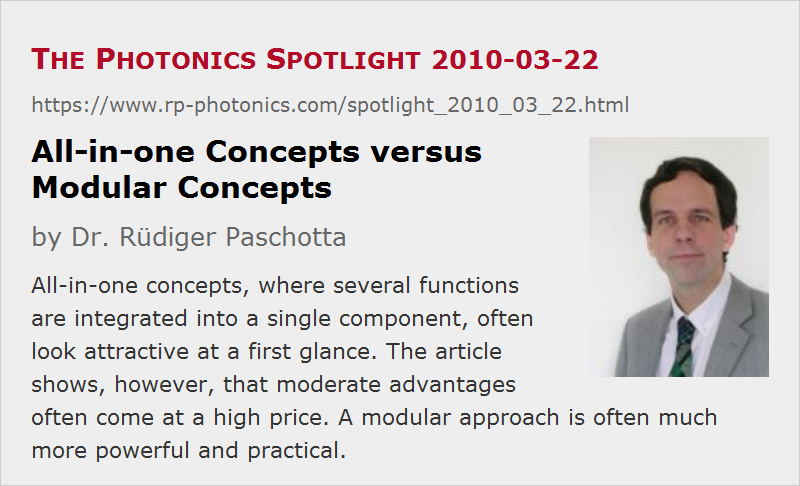 The Photonics Spotlight 2010-03-22
https://www.rp-photonics.com/spotlight_2010_03_22.html
All-in-one Concepts versus
Modular Concepts
by Dr. Rüdiger Paschotta
All-in-one concepts, where several functions
are integrated into a single component, often
look attractive at a first glance. The article
shows, however, that moderate advantages
often come at a high price. A modular approach is often much
more powerful and practical.